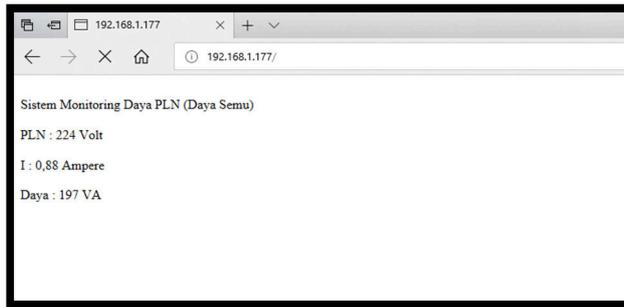 192.168.1.177
192.168.1.177/
Sistem Monitoring Daya PLN (Daya Semu)
PLN : 224 Volt
I : 0,88 Ampere
Daya : 197 VA